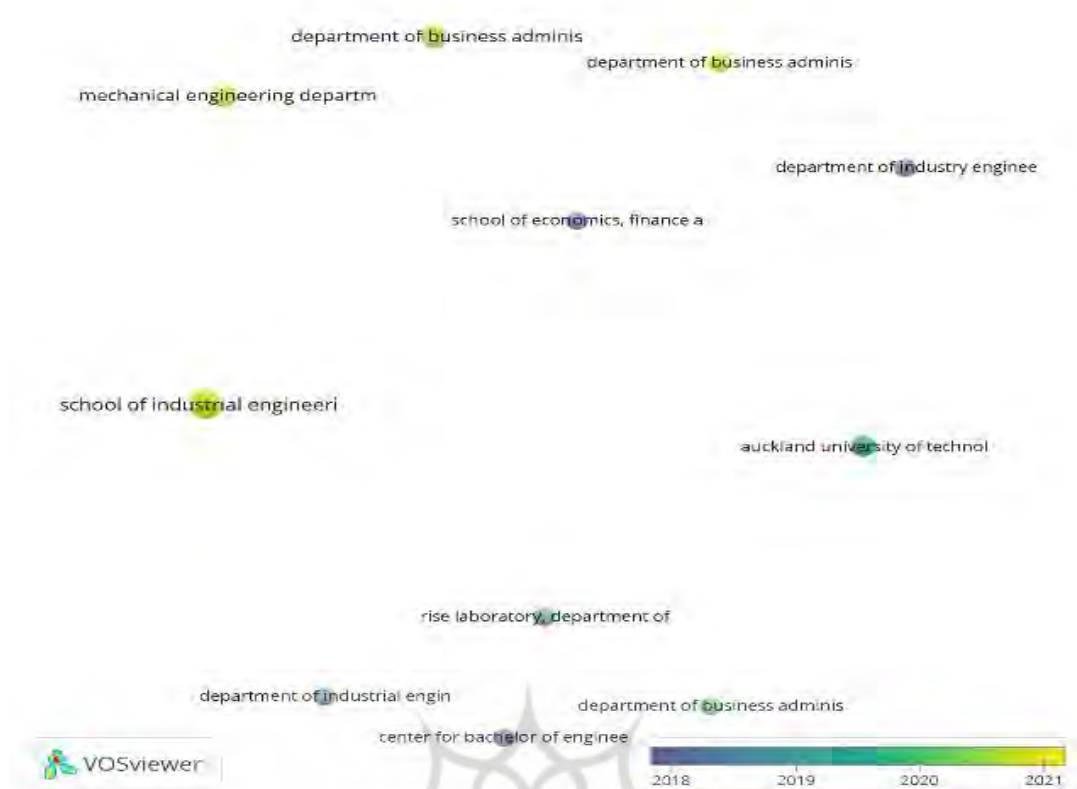 department of business adminis
department of business adminis
mechanical engineering departm
department of industry enginee
school of economics, finance a
school of industrial engineeri
auckland university of technol
rise laboratory, department of
department of industrial engin
department of business adminis
center for bachelor of enginee
VOSviewer
2018 2019 2020 2021